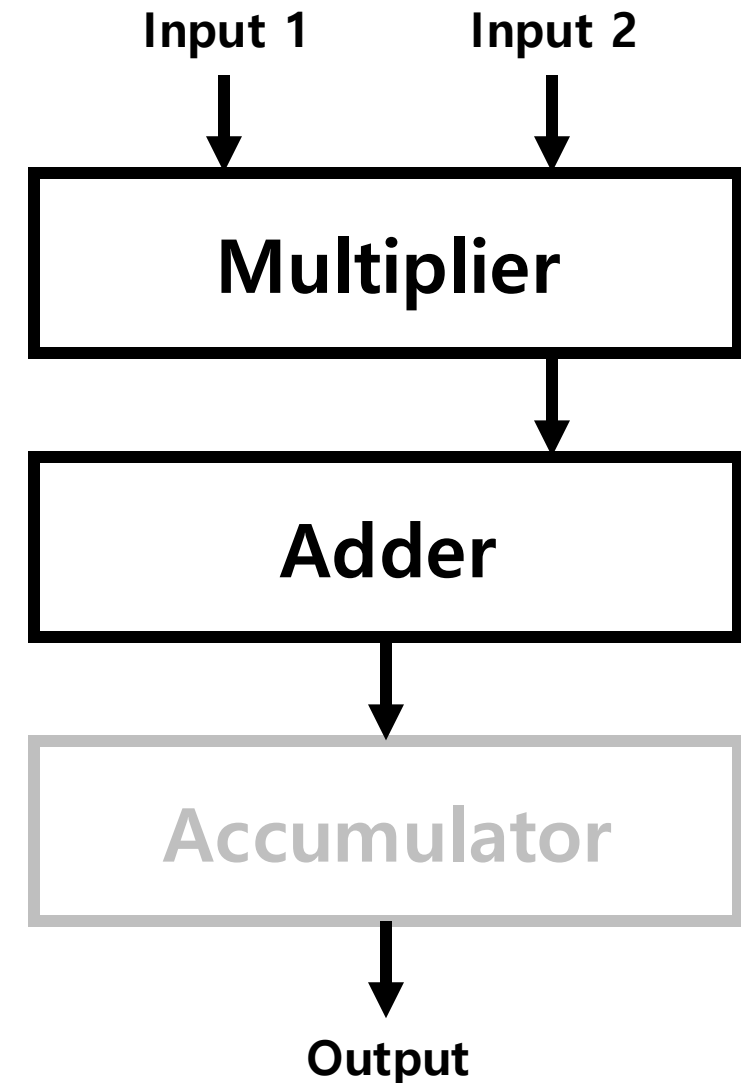 Input 1 Input 2
Multiplier
Adder
Accumulator
Output